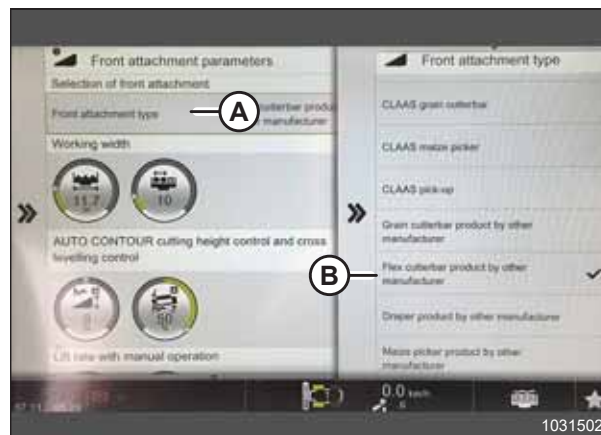 Front attachment parameters
Selection of front attachment
Front attachment type
cutterbar produ
manufacturer
A
Working width
11.7
10
AUTO CONTOUR cutting height control and cross
levelling control
50
Lift rate with manual operation
Front attachment type
CLAAS grain cutterbar
CLAAS maize picker
CLAAS pick-up
Grain cutterbar product by other
manufacturer
B
Flex cutterbar product by other
manufacturer
Draper product by other manufacturer
Maize picker product by other
manufacturer
0.0 km/h
1031502